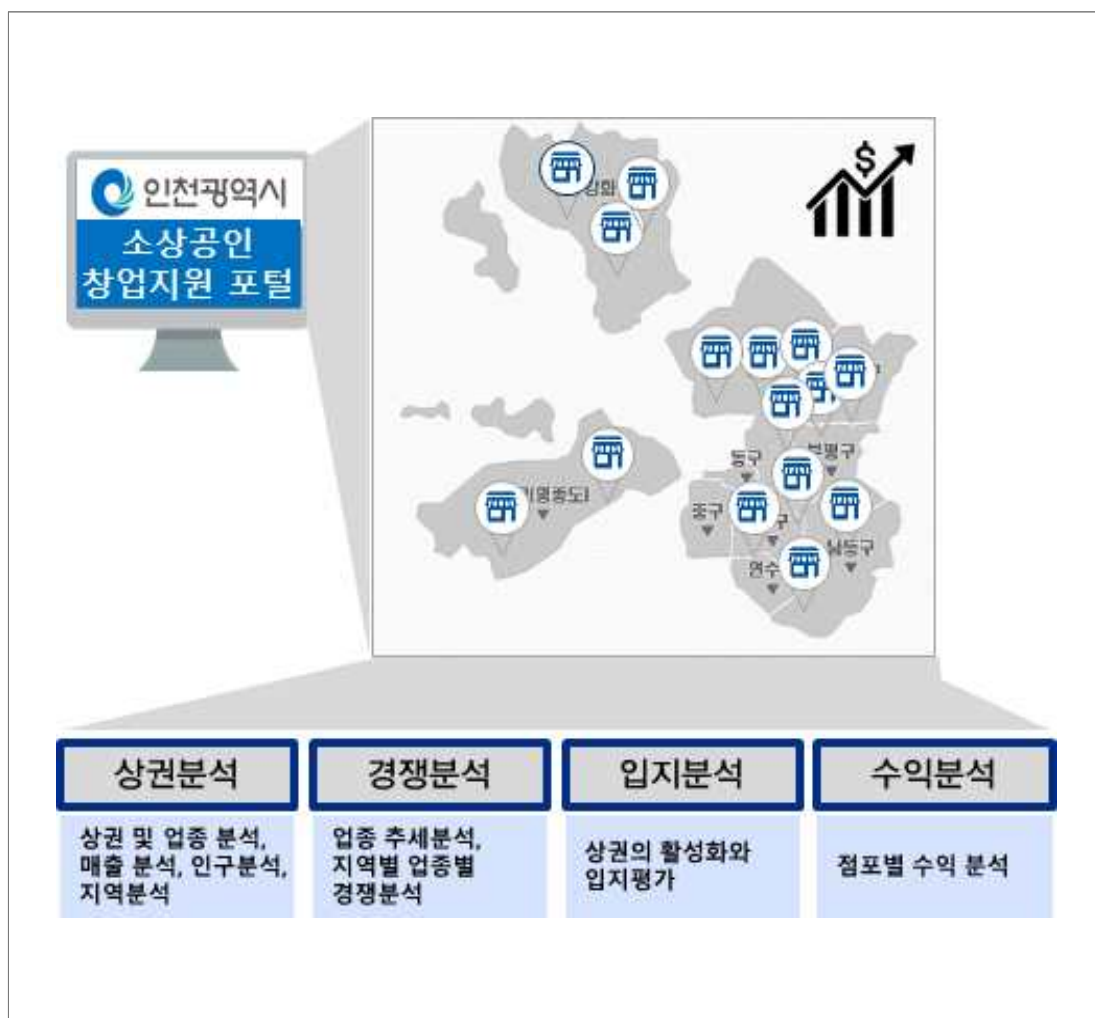 인천광역시
소상공인
창업지원 포털
$
강화
동구
부평구
중구
구
남동구
연수
상권분석
경쟁분석
입지분석
수익분석
상권 및 업종 분석,
매출 분석, 인구분석,
지역분석
업종 추세분석,
지역별 업종별
경쟁분석
상권의 활성화와
입지평가
점포별 수익 분석